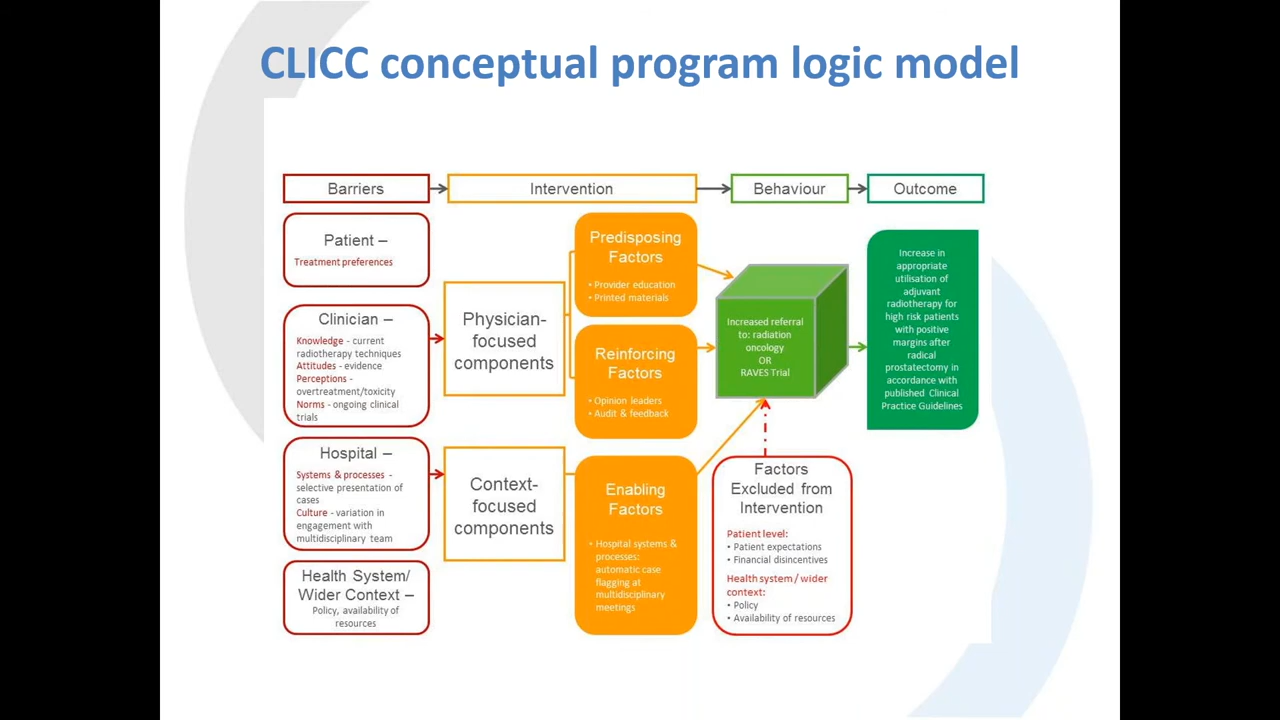 CLICC conceptual program logic model
Barriers
Intervention
Behaviour
Outcome
Patient –
Treatment preferences
Clinician –
Knowledge - current
radiotherapy techniques
Attitudes - evidence
Perceptions -
overtreatment/toxicity
Norms - ongoing clinical
trials
Hospital –
Systems & processes -
selective presentation of
cases
Culture - variation in
engagement with
multidisciplinary team
Health System/
Wider Context –
Policy, availability of
resources
Physician-
focused
components
Context-
focused
components
Predisposing
Factors
• Provider education
• Printed materials
Reinforcing
Factors
• Opinion leaders
• Audit & feedback
Enabling
Factors
• Hospital systems &
processes:
automatic case
flagging at
multidisciplinary
meetings
Increased referral
to: radiation
oncology
OR
RAVES Trial
Factors
Excluded from
Intervention
Patient level:
• Patient expectations
• Financial disincentives
Health system / wider
context:
• Policy
• Availability of resources
Increase in
appropriate
utilisation of
adjuvant
radiotherapy for
high risk patients
with positive
margins after
radical
prostatectomy in
accordance with
published Clinical
Practice Guidelines